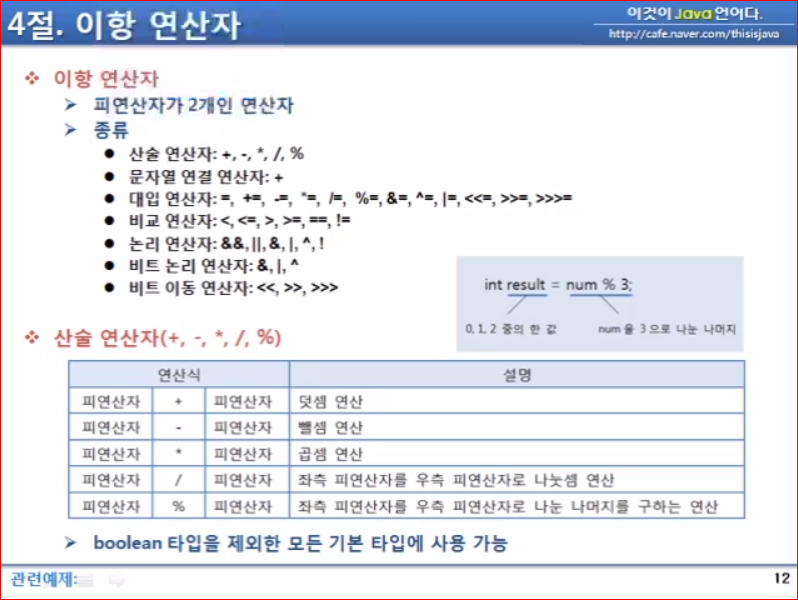 4절. 이항 연산자
이것이 Java 언어다.
http://cafe.naver.com/thisisjava
❖ 이항 연산자
➢ 피연산자가 2개인 연산자
➢ 종류
● 산술 연산자: +, -, *, /, %
● 문자열 연결 연산자: +
● 대입 연산자: =, +=, -=, *=, /=, %=, &=, ^=, |=, <<=, >>=, >>>=
● 비교 연산자: <, <=, >, >=, ==, !=
● 논리 연산자: &&, ||, &, |, ^, !
● 비트 논리 연산자: &, |, ^
● 비트 이동 연산자: <<, >>, >>>
int result = num % 3;
0, 1, 2 중의 한 값 num을 3으로 나눈 나머지
❖ 산술 연산자(+, -, *, /, %)
연산식 설명
피연산자 + 피연산자 덧셈 연산
피연산자 - 피연산자 뺄셈 연산
피연산자 * 피연산자 곱셈 연산
피연산자 / 피연산자 좌측 피연산자를 우측 피연산자로 나눗셈 연산
피연산자 % 피연산자 좌측 피연산자를 우측 피연산자로 나눈 나머지를 구하는 연산
➢ boolean 타입을 제외한 모든 기본 타입에 사용 가능
관련예제:
12